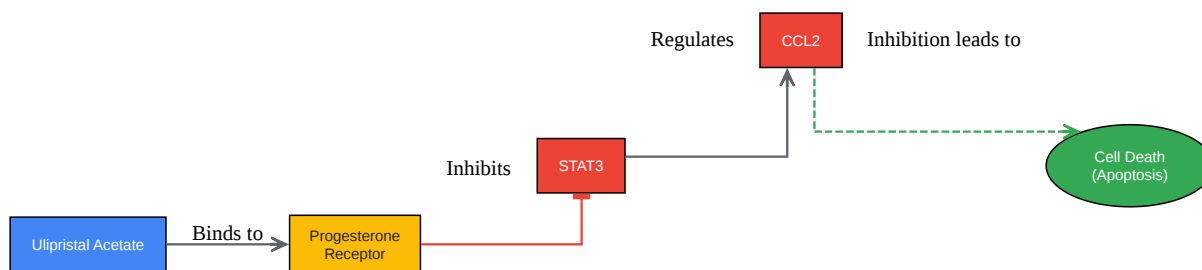 Regulates
CCL2
Inhibition leads to
Cell Death
(Apoptosis)
Inhibits
STAT3
Ulipristal Acetate
Binds to
Progesterone
Receptor